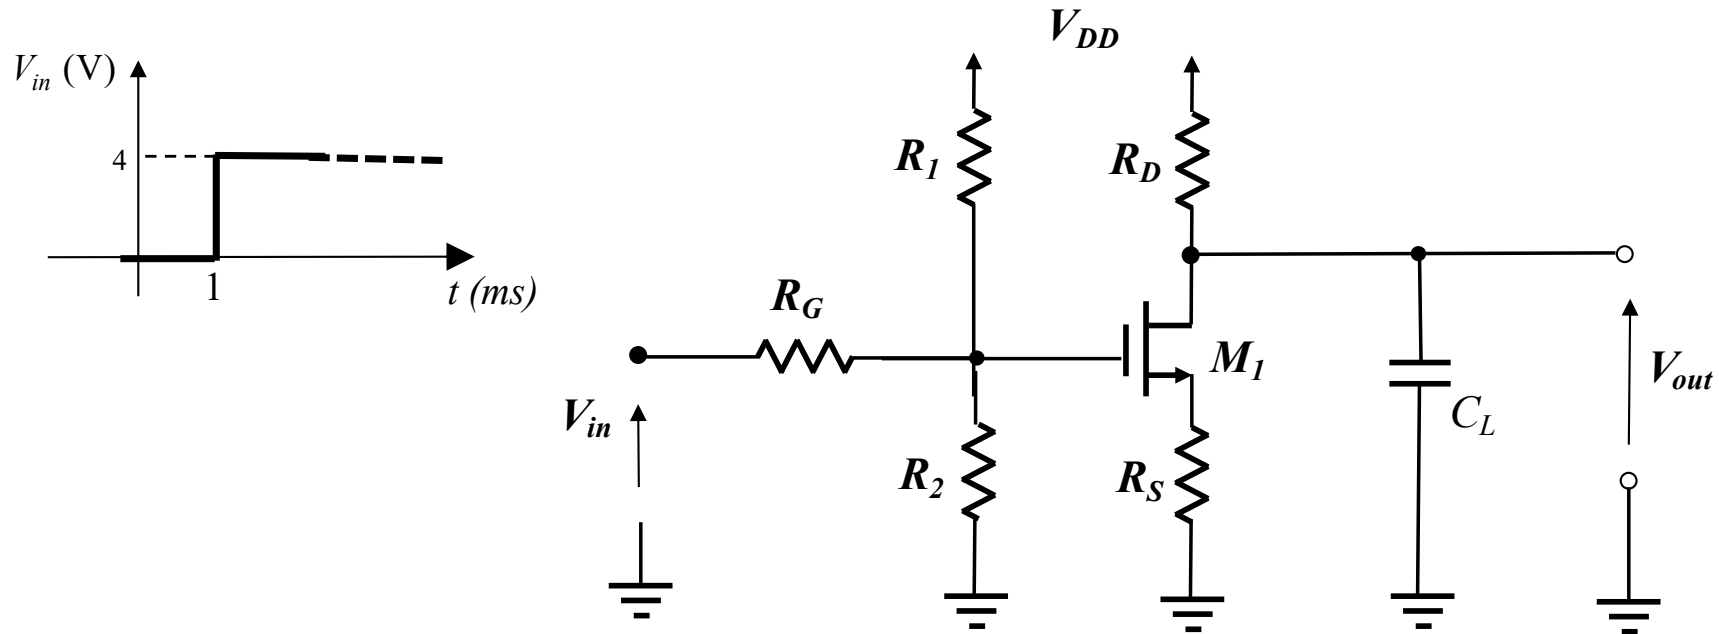 V_in (V)
4
1
t (ms)
V_DD
R_1
R_D
R_G
M_1
V_in
R_2
R_S
C_L
V_out